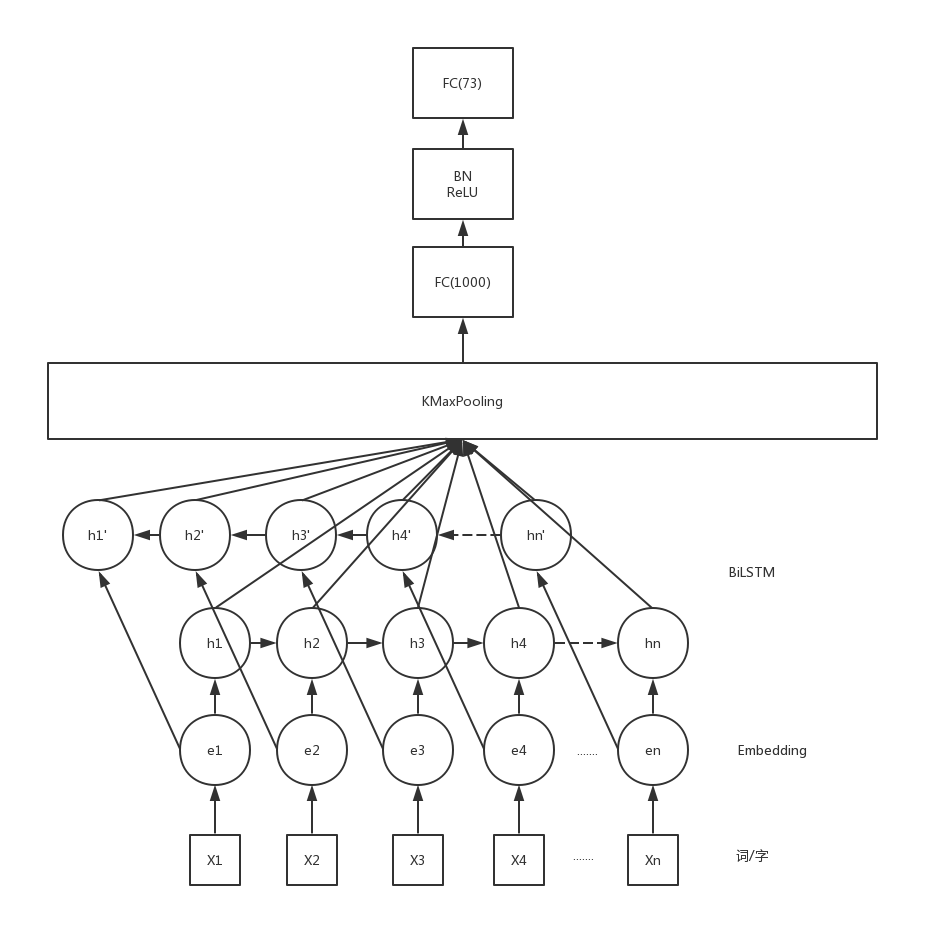 FC(73)
BN
ReLU
FC(1000)
KMaxPooling
h1' h2' h3' h4' hn'
BiLSTM
h1 h2 h3 h4 hn
e1 e2 e3 e4 ....... en Embedding
X1 X2 X3 X4 ....... Xn 词/字